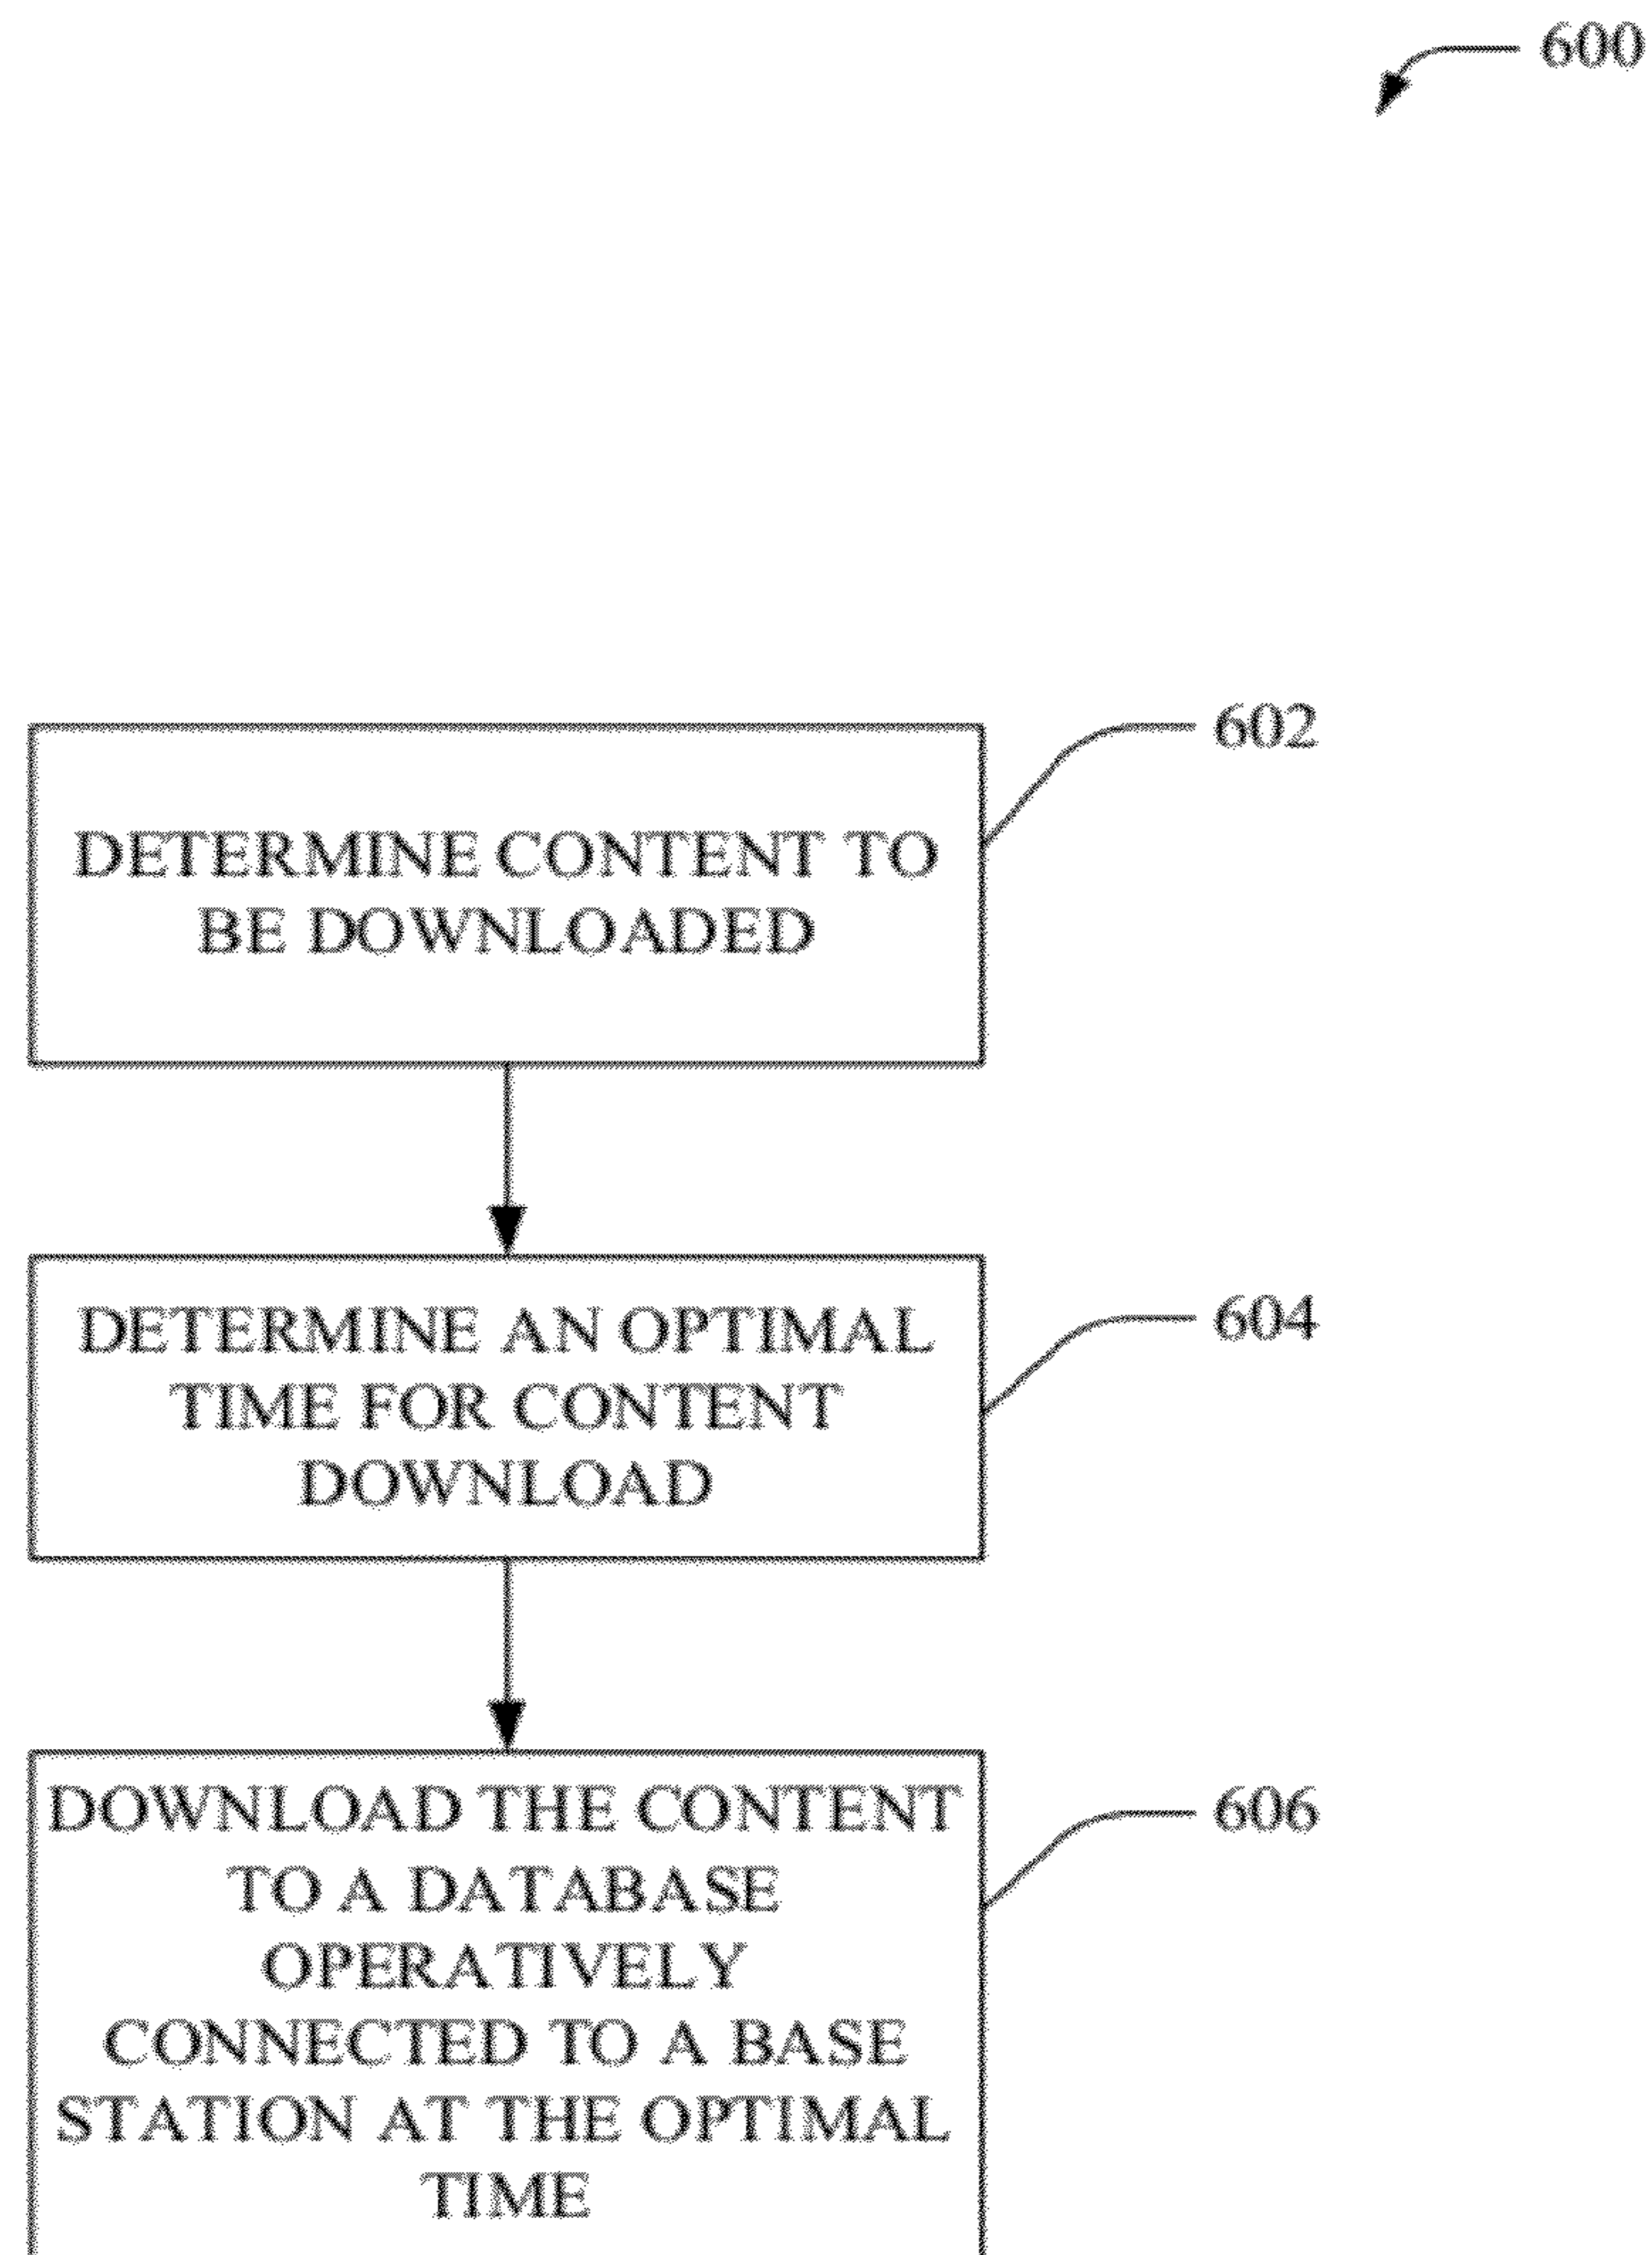 600
602
DETERMINE CONTENT TO
BE DOWNLOADED
604
DETERMINE AN OPTIMAL
TIME FOR CONTENT
DOWNLOAD
606
DOWNLOAD THE CONTENT
TO A DATABASE
OPERATIVELY
CONNECTED TO A BASE
STATION AT THE OPTIMAL
TIME